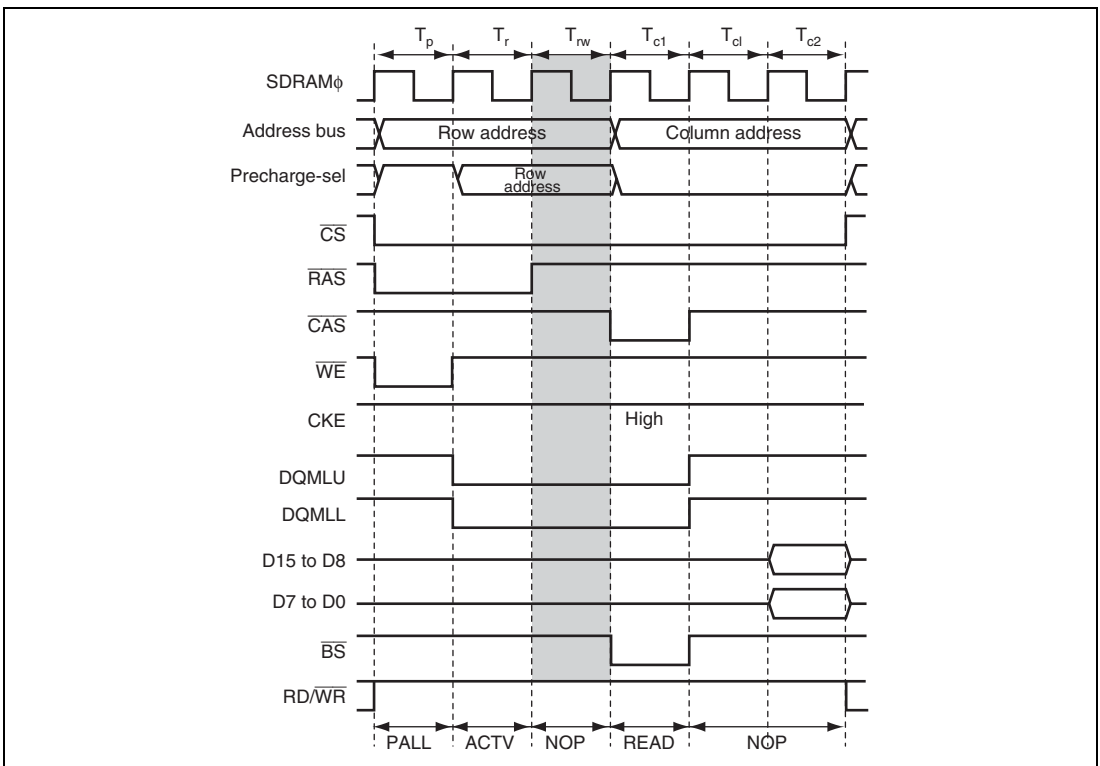 Tp Tr Trw Tc1 Tcl Tc2
SDRAMϕ
Address bus Row address Column address
Precharge-sel Row address
CS
RAS
CAS
WE
CKE High
DQMLU
DQMLL
D15 to D8
D7 to D0
BS
RD/WR
PALL ACTV NOP READ NOP